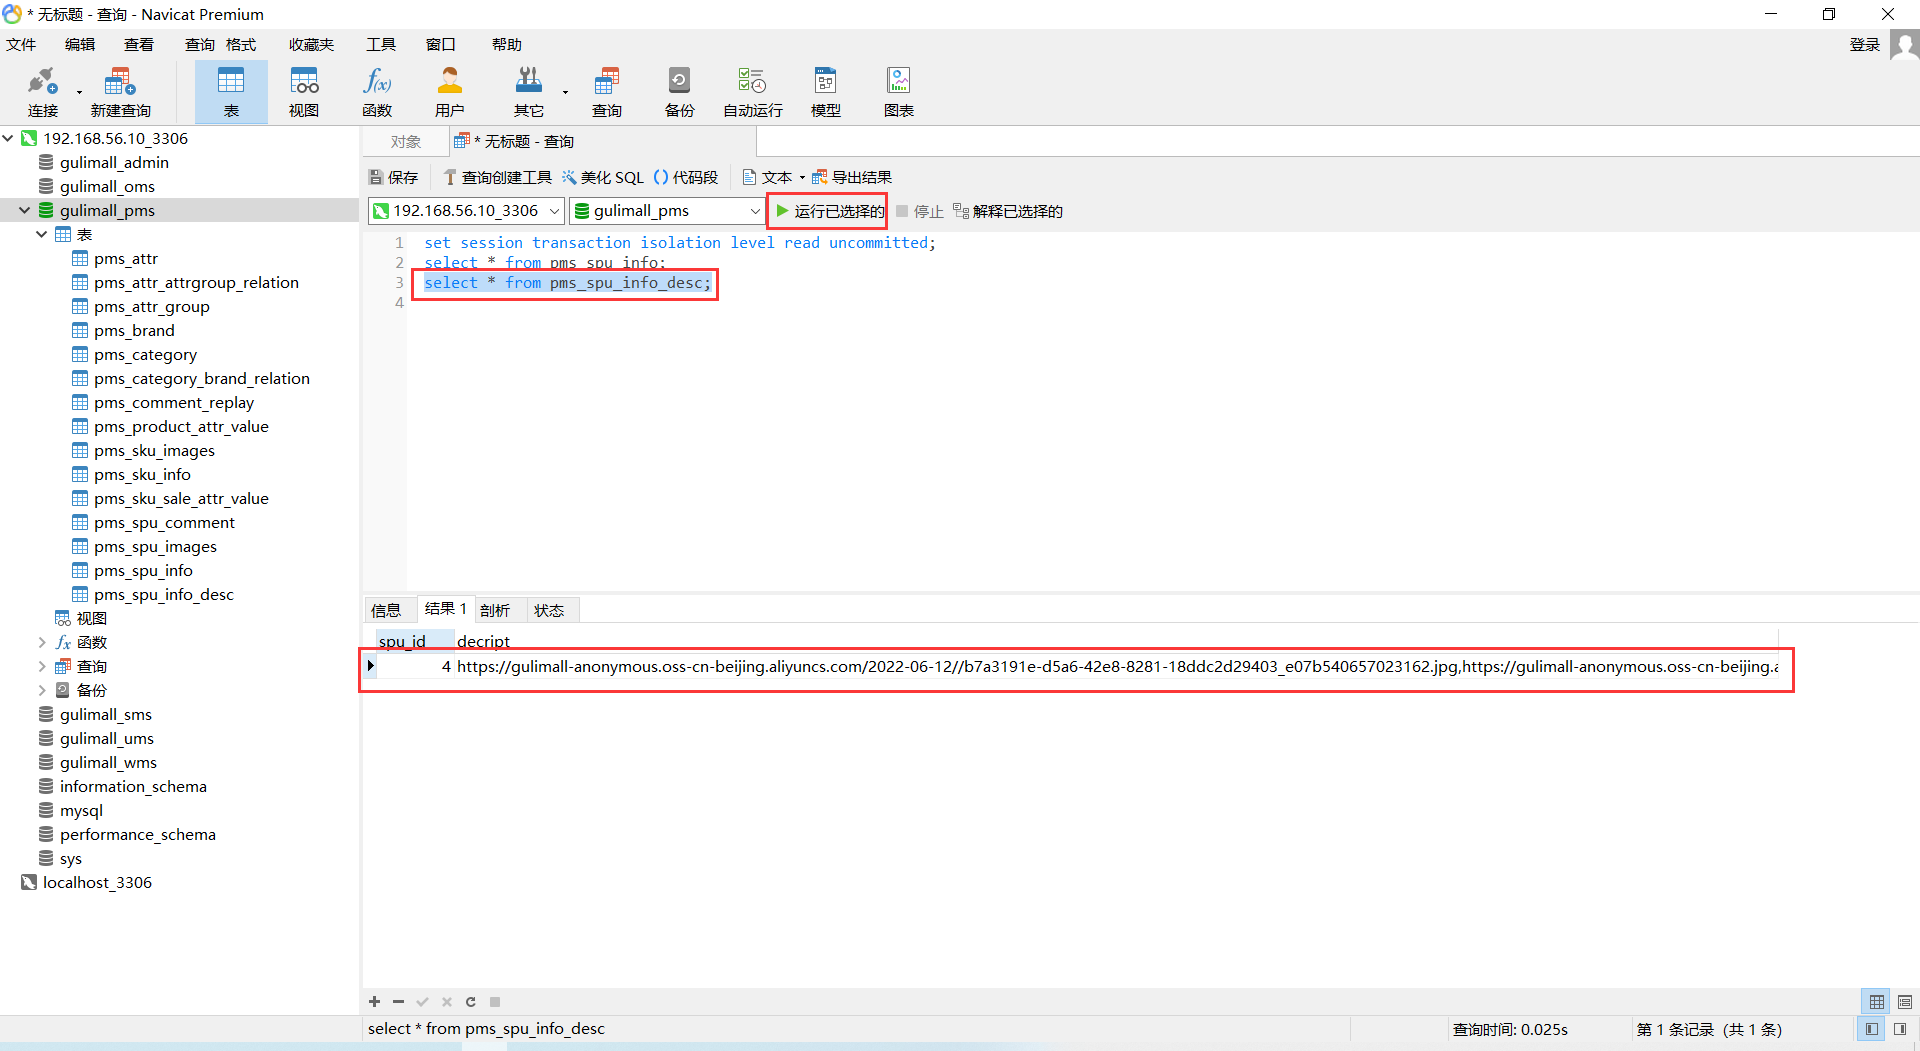 * 无标题 - 查询 - Navicat Premium
文件 编辑 查看 查询 格式 收藏夹 工具 窗口 帮助 登录
连接 新建查询 表 视图 函数 用户 其它 查询 备份 自动运行 模型 图表
192.168.56.10_3306
gulimall_admin
gulimall_oms
gulimall_pms
表
pms_attr
pms_attr_attrgroup_relation
pms_attr_group
pms_brand
pms_category
pms_category_brand_relation
pms_comment_replay
pms_product_attr_value
pms_sku_images
pms_sku_info
pms_sku_sale_attr_value
pms_spu_comment
pms_spu_images
pms_spu_info
pms_spu_info_desc
视图
函数
查询
备份
gulimall_sms
gulimall_ums
gulimall_wms
information_schema
mysql
performance_schema
sys
localhost_3306
对象 * 无标题 - 查询
保存 查询创建工具 美化 SQL () 代码段 文本 导出结果
192.168.56.10_3306 gulimall_pms 运行已选择的 停止 解释已选择的
1 set session transaction isolation level read uncommitted;
2 select * from pms_spu_info;
3 select * from pms_spu_info_desc;
4
信息 结果 1 剖析 状态
spu_id decript
4 https://gulimall-anonymous.oss-cn-beijing.aliyuncs.com/2022-06-12//b7a3191e-d5a6-42e8-8281-18ddc2d29403_e07b540657023162.jpg,https://gulimall-anonymous.oss-cn-beijing.a
select * from pms_spu_info_desc 查询时间: 0.025s 第 1 条记录 (共 1 条)